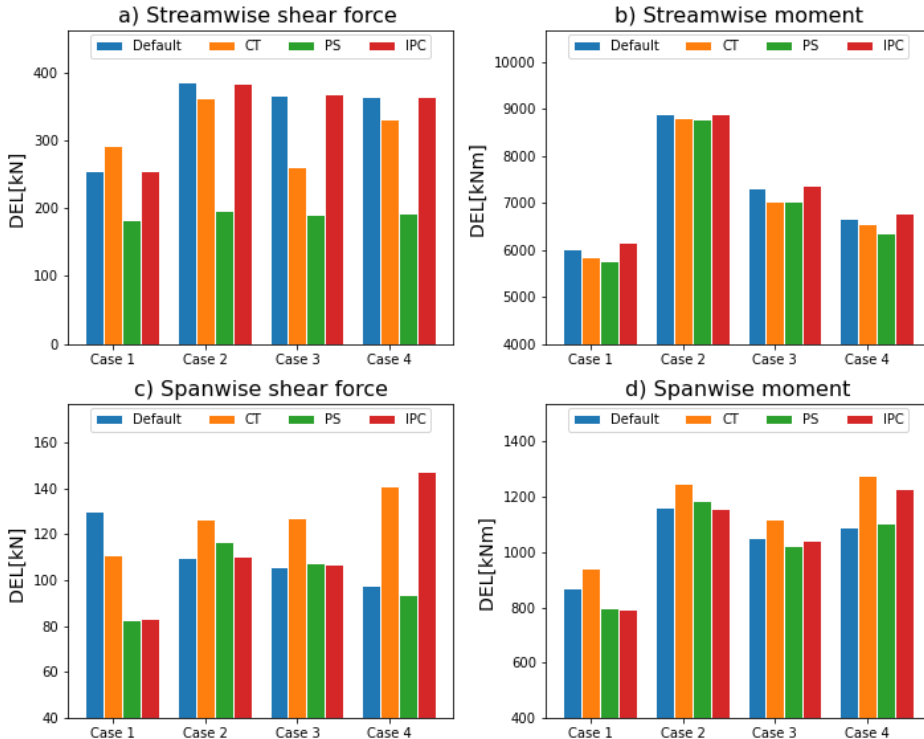 a) Streamwise shear force
Default CT PS IPC
400
300
200
100
0
DEL[kN]
Case 1 Case 2 Case 3 Case 4
b) Streamwise moment
Default CT PS IPC
10000
9000
8000
7000
6000
5000
4000
DEL[kNm]
Case 1 Case 2 Case 3 Case 4
c) Spanwise shear force
Default CT PS IPC
160
140
120
100
80
60
40
DEL[kN]
Case 1 Case 2 Case 3 Case 4
d) Spanwise moment
Default CT PS IPC
1400
1200
1000
800
600
400
DEL[kNm]
Case 1 Case 2 Case 3 Case 4